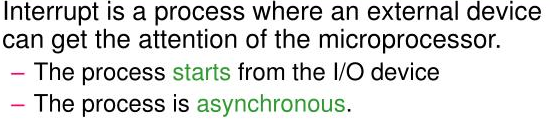 Interrupt is a process where an external device
can get the attention of the microprocessor.
– The process starts from the I/O device
– The process is asynchronous.